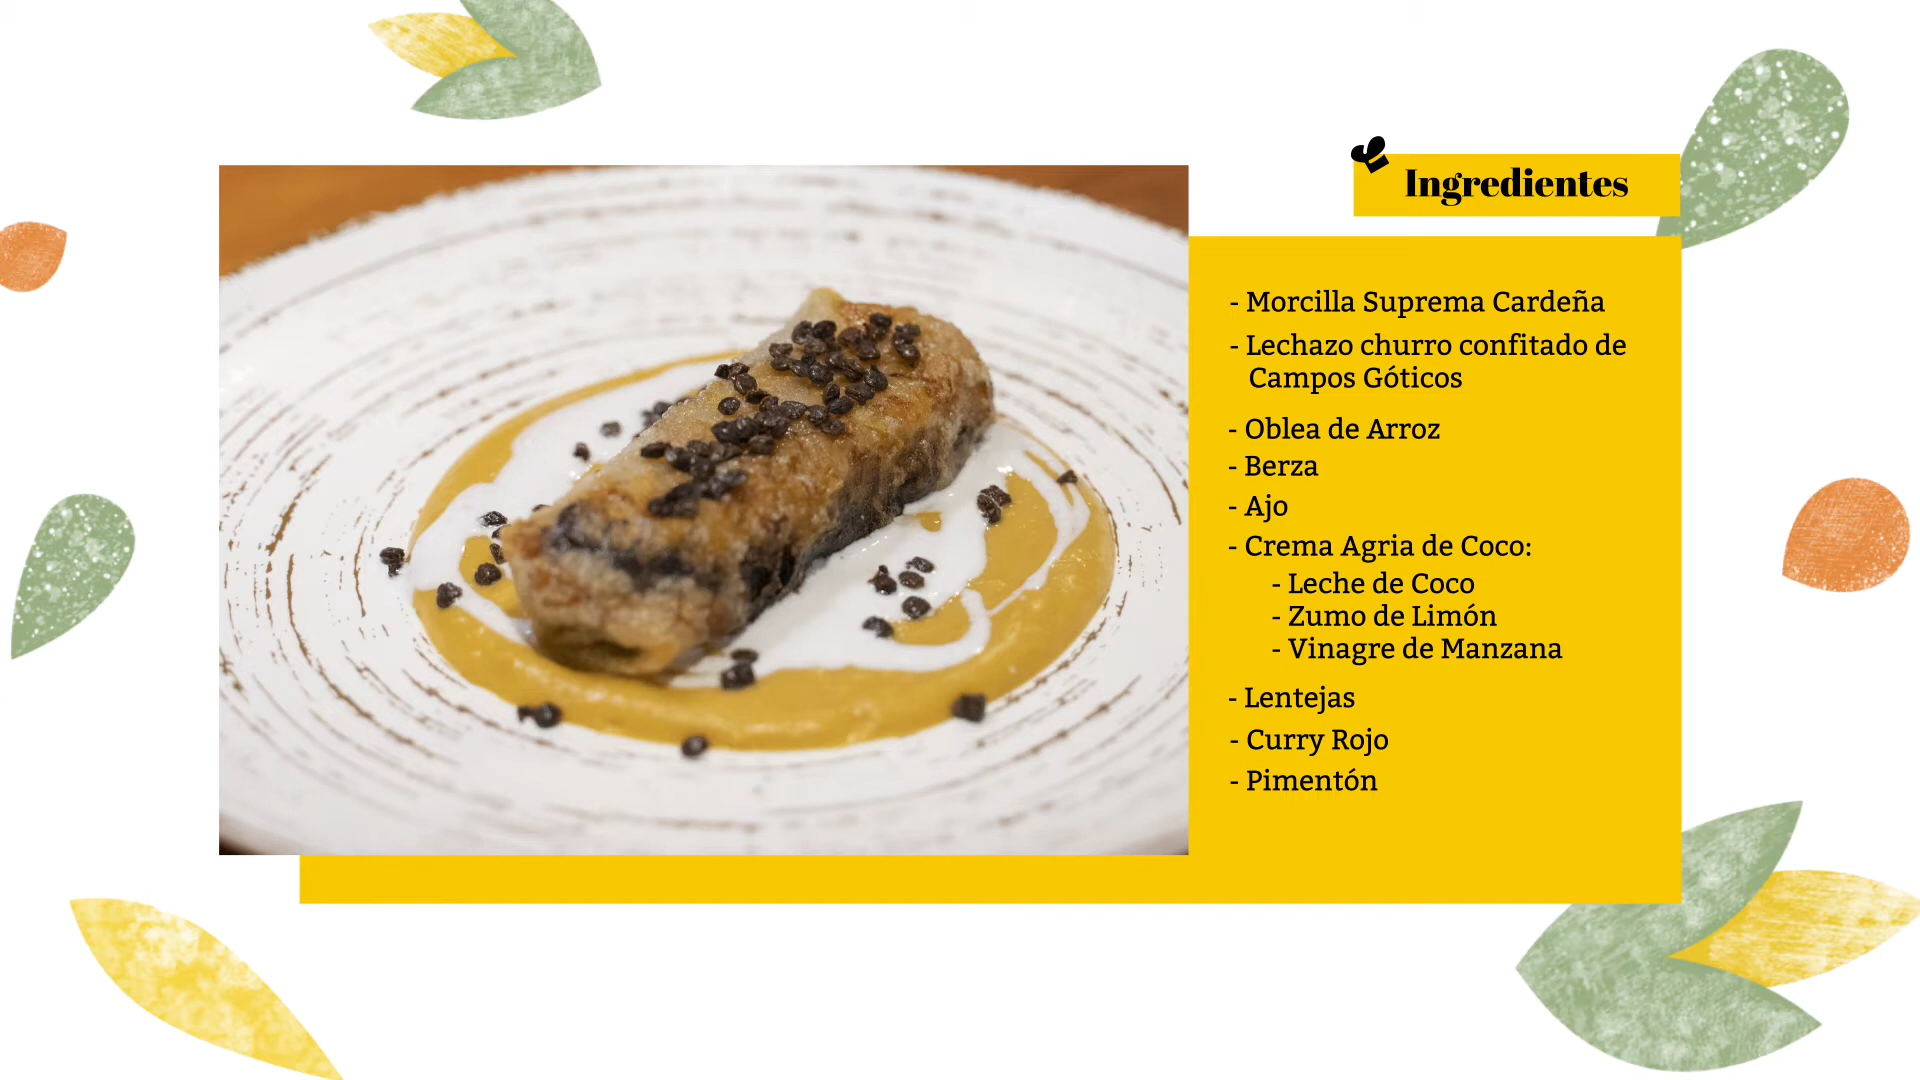 Ingredientes
- Morcilla Suprema Cardeña
- Lechazo churro confitado de
Campos Góticos
- Oblea de Arroz
- Berza
- Ajo
- Crema Agria de Coco:
- Leche de Coco
- Zumo de Limón
- Vinagre de Manzana
- Lentejas
- Curry Rojo
- Pimentón